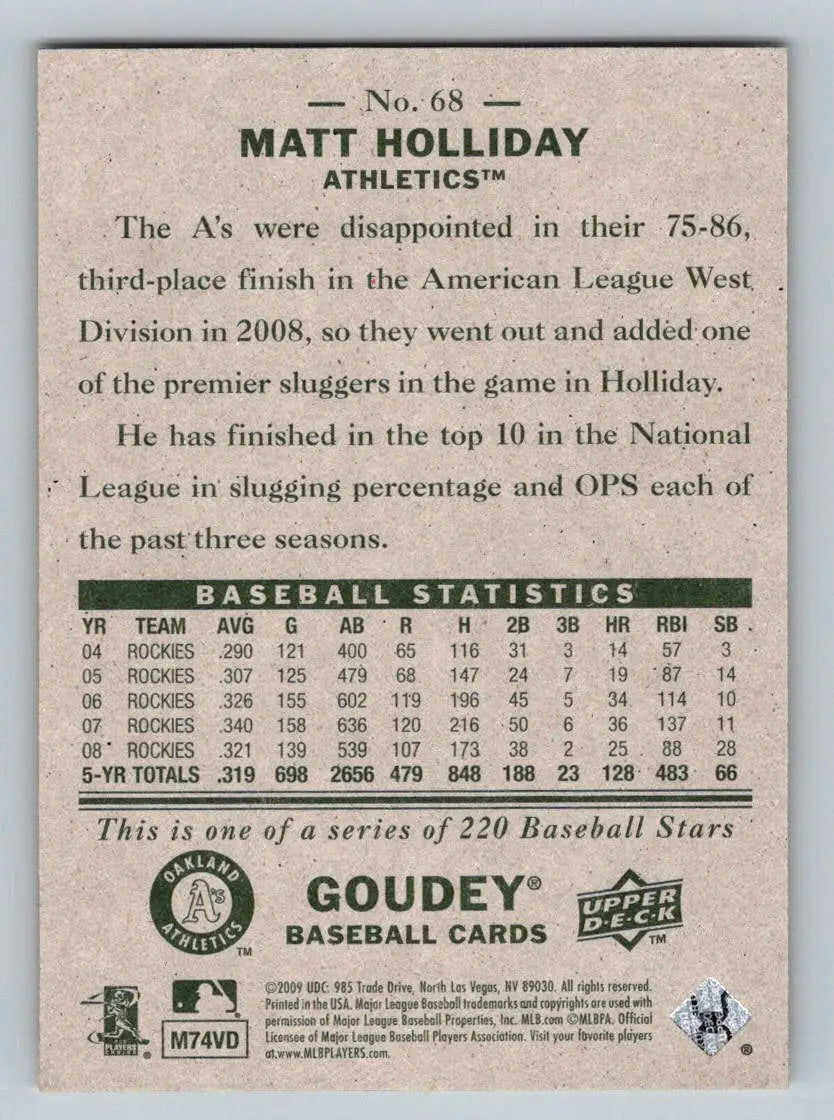 — No. 68 —
MATT HOLLIDAY
ATHLETICS™
The A's were disappointed in their 75-86,
third-place finish in the American League West
Division in 2008, so they went out and added one
of the premier sluggers in the game in Holliday.
He has finished in the top 10 in the National
League in slugging percentage and OPS each of
the past three seasons.
BASEBALL STATISTICS
YR TEAM AVG G AB R H 2B 3B HR RBI SB
04 ROCKIES .290 121 400 65 116 31 3 14 57 3
05 ROCKIES .307 125 479 68 147 24 7 19 87 14
06 ROCKIES .326 155 602 119 196 45 5 34 114 10
07 ROCKIES .340 158 636 120 216 50 6 36 137 11
08 ROCKIES .321 139 539 107 173 38 2 25 88 28
5-YR TOTALS .319 698 2656 479 848 188 23 128 483 66
This is one of a series of 220 Baseball Stars
OAKLAND A's ATHLETICS ™
GOUDEY®
BASEBALL CARDS
UPPER DECK ™
PLAYERS CHOICE ®
M74VD
©2009 UDC. 985 Trade Drive, North Las Vegas, NV 89030. All rights reserved.
Printed in the USA. Major League Baseball trademarks and copyrights are used with
permission of Major League Baseball Properties, Inc. MLB.com ©MLBPA. Official
Licensee of Major League Baseball Players Association. Visit your favorite players
at www.MLBPLAYERS.com.
®